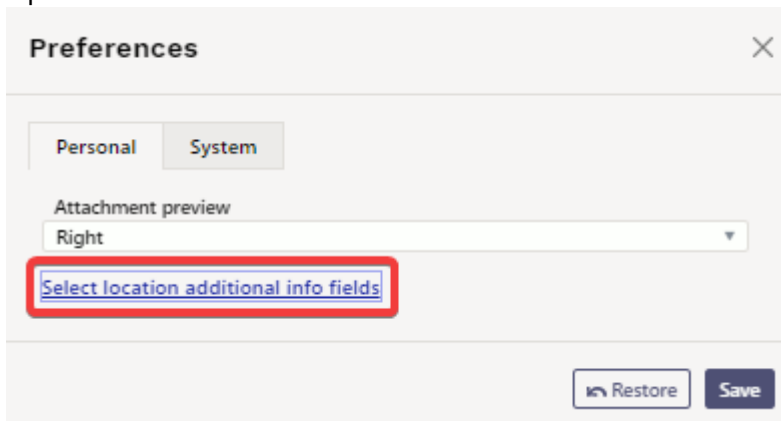 Preferences
Personal System
Attachment preview
Right
Select location additional info fields
Restore Save